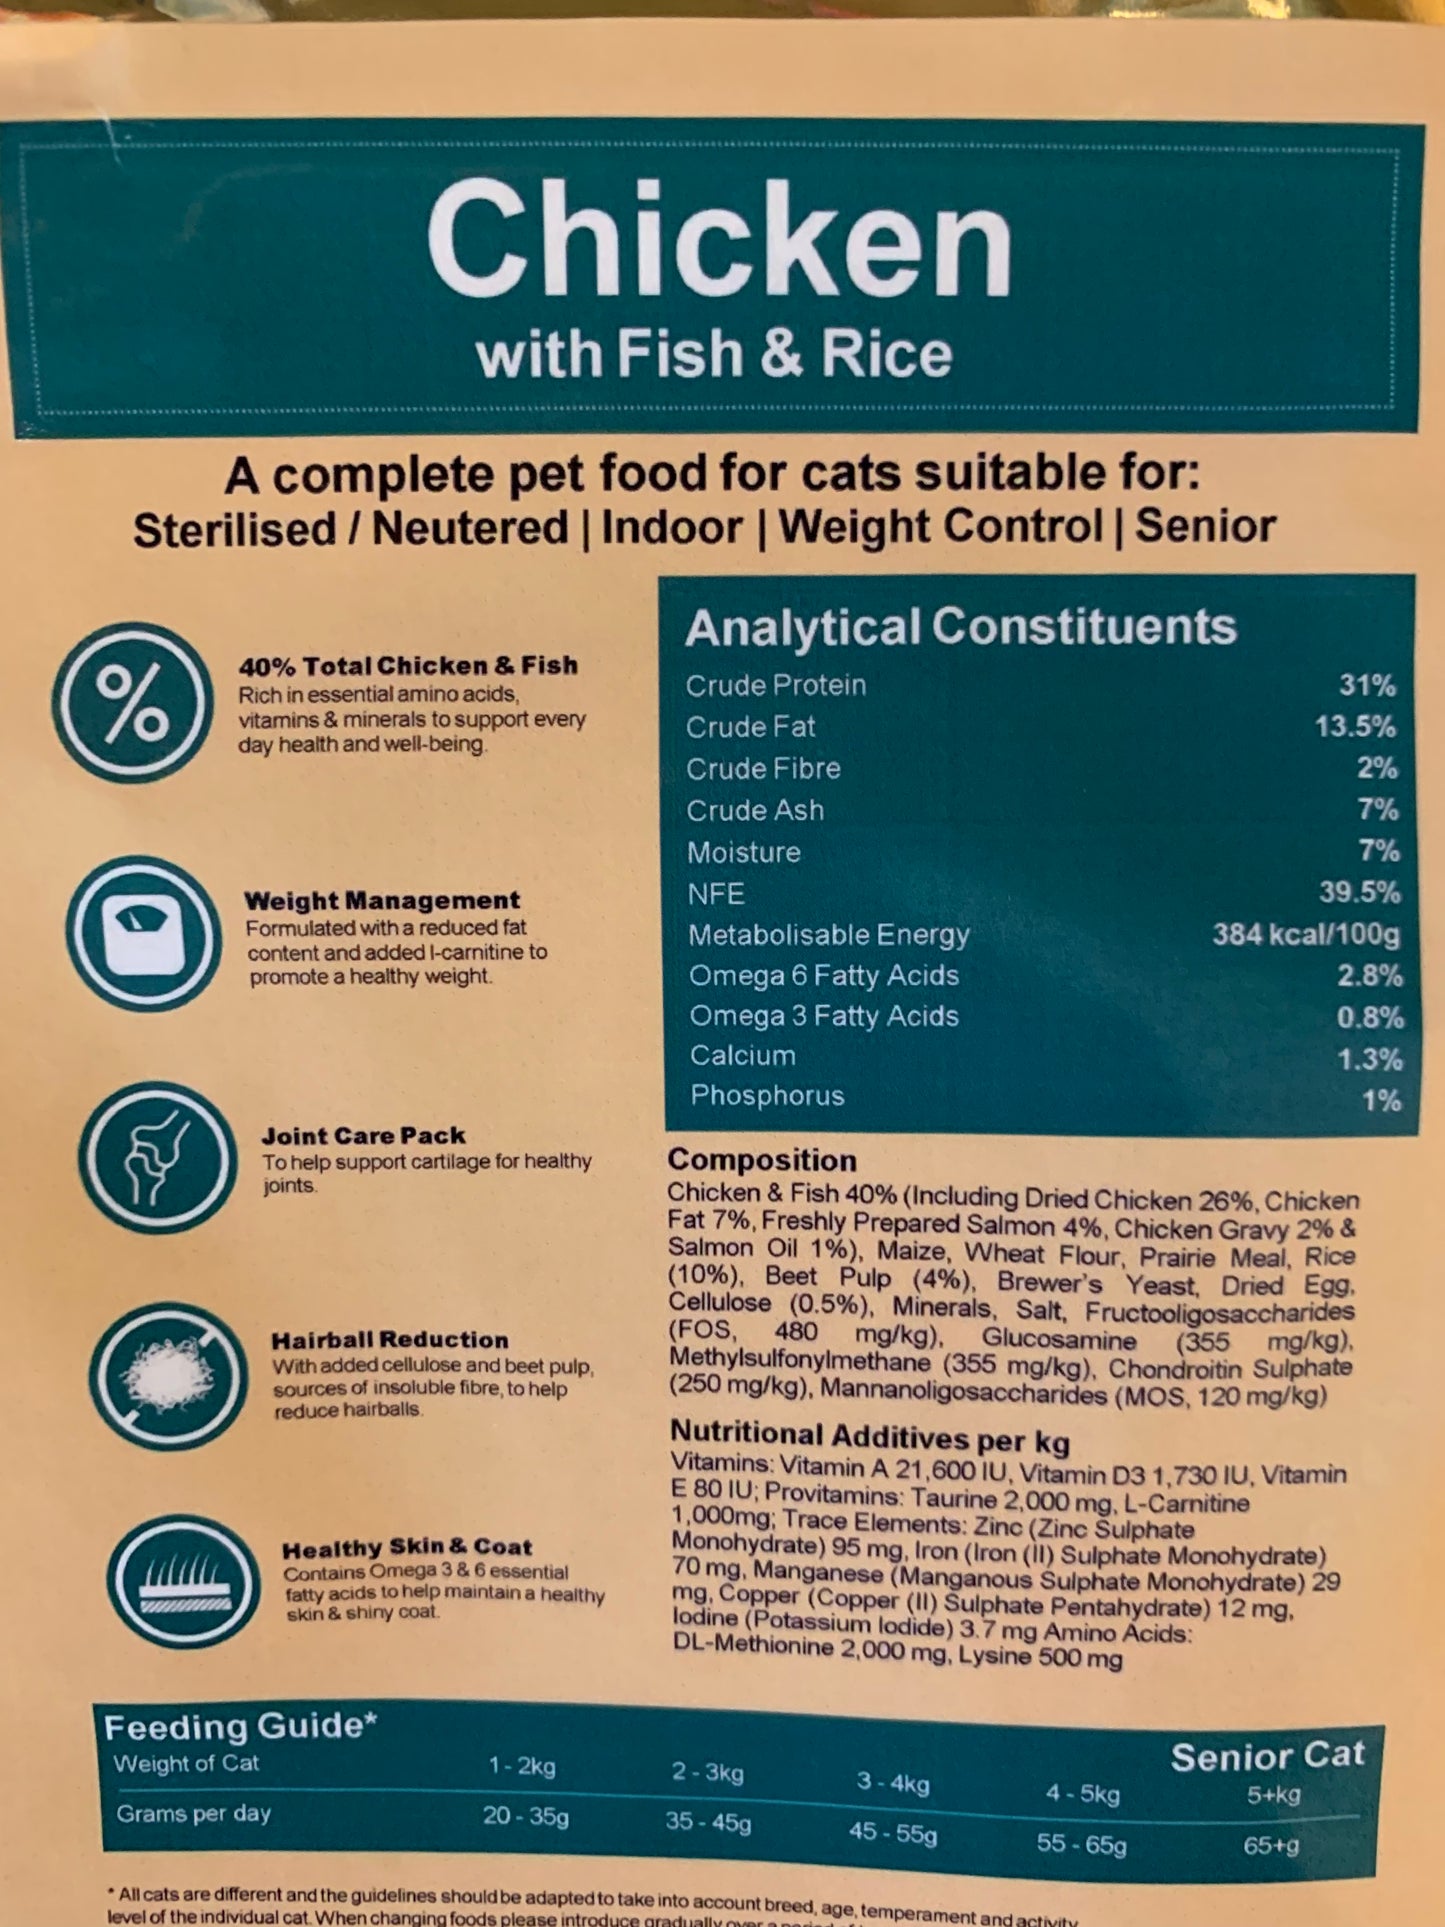 Chicken
with Fish & Rice
A complete pet food for cats suitable for:
Sterilised / Neutered | Indoor | Weight Control | Senior
40% Total Chicken & Fish
Rich in essential amino acids,
vitamins & minerals to support every
day health and well-being.
Weight Management
Formulated with a reduced fat
content and added l-carnitine to
promote a healthy weight.
Joint Care Pack
To help support cartilage for healthy
joints.
Hairball Reduction
With added cellulose and beet pulp,
sources of insoluble fibre, to help
reduce hairballs.
Healthy Skin & Coat
Contains Omega 3 & 6 essential
fatty acids to help maintain a healthy
skin & shiny coat.
Analytical Constituents
Crude Protein 31%
Crude Fat 13.5%
Crude Fibre 2%
Crude Ash 7%
Moisture 7%
NFE 39.5%
Metabolisable Energy 384 kcal/100g
Omega 6 Fatty Acids 2.8%
Omega 3 Fatty Acids 0.8%
Calcium 1.3%
Phosphorus 1%
Composition
Chicken & Fish 40% (Including Dried Chicken 26%, Chicken
Fat 7%, Freshly Prepared Salmon 4%, Chicken Gravy 2% &
Salmon Oil 1%), Maize, Wheat Flour, Prairie Meal, Rice
(10%), Beet Pulp (4%), Brewer's Yeast, Dried Egg,
Cellulose (0.5%), Minerals, Salt, Fructooligosaccharides
(FOS, 480 mg/kg), Glucosamine (355 mg/kg),
Methylsulfonylmethane (355 mg/kg), Chondroitin Sulphate
(250 mg/kg), Mannanoligosaccharides (MOS, 120 mg/kg)
Nutritional Additives per kg
Vitamins: Vitamin A 21,600 IU, Vitamin D3 1,730 IU, Vitamin
E 80 IU; Provitamins: Taurine 2,000 mg, L-Carnitine
1,000mg; Trace Elements: Zinc (Zinc Sulphate
Monohydrate) 95 mg, Iron (Iron (II) Sulphate Monohydrate)
70 mg, Manganese (Manganous Sulphate Monohydrate) 29
mg, Copper (Copper (II) Sulphate Pentahydrate) 12 mg,
Iodine (Potassium Iodide) 3.7 mg Amino Acids:
DL-Methionine 2,000 mg, Lysine 500 mg
Feeding Guide*
Senior Cat
Weight of Cat 1 - 2kg 2 - 3kg 3 - 4kg 4 - 5kg 5+kg
Grams per day 20 - 35g 35 - 45g 45 - 55g 55 - 65g 65+g
* All cats are different and the guidelines should be adapted to take into account breed, age, temperament and activity
level of the individual cat. When changing foods please introduce gradually over a